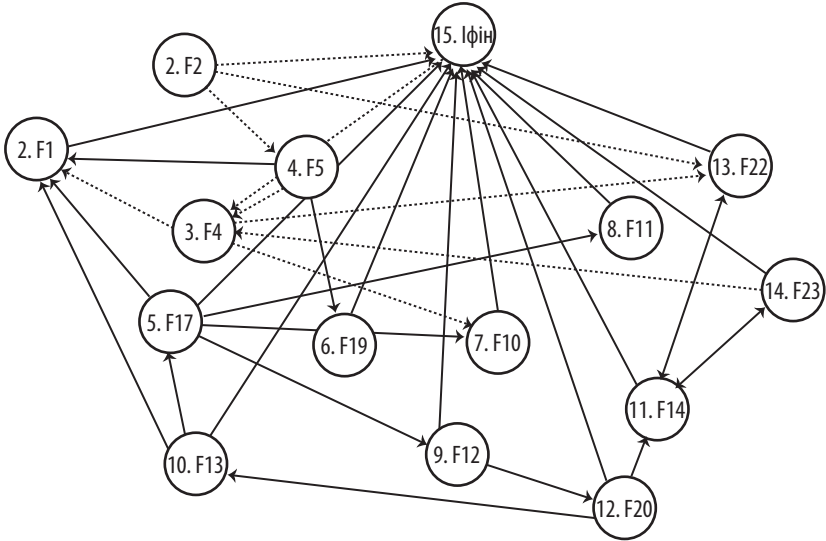 15. Іфін
2. F2
2. F1
4. F5
13. F22
3. F4
8. F11
14. F23
5. F17
6. F19
7. F10
11. F14
9. F12
10. F13
12. F20